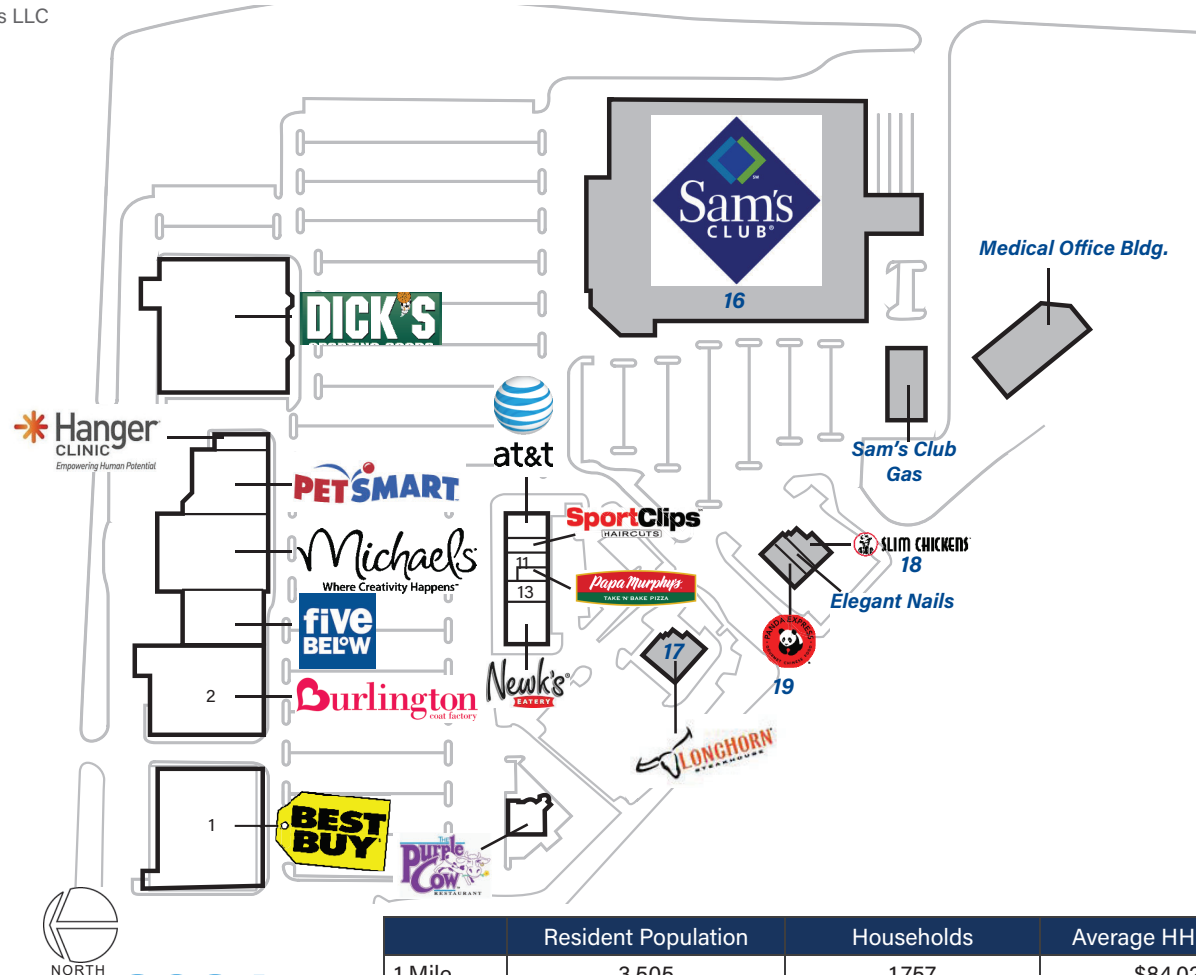 s LLC
Sam's
CLUB
16
Medical Office Bldg.
DICK'S
Sam's Club
Gas
Hanger
CLINIC
Empowering Human Potential
at&t
PETSMART
SportClips
HAIRCUTS
Michaels
Where Creativity Happens
11
13
Papa Murphy's
TAKE 'N' BAKE PIZZA
SLIM CHICKENS
18
Elegant Nails
five
BELOW
PANDA EXPRESS
19
17
2
Burlington
coat factory
Newk's
EATERY
LONGHORN
STEAKHOUSE
1
BEST
BUY
THE
Purple
Cow
RESTAURANT
NORTH
Resident Population Households Average HH
1 Mile 3,505 1757